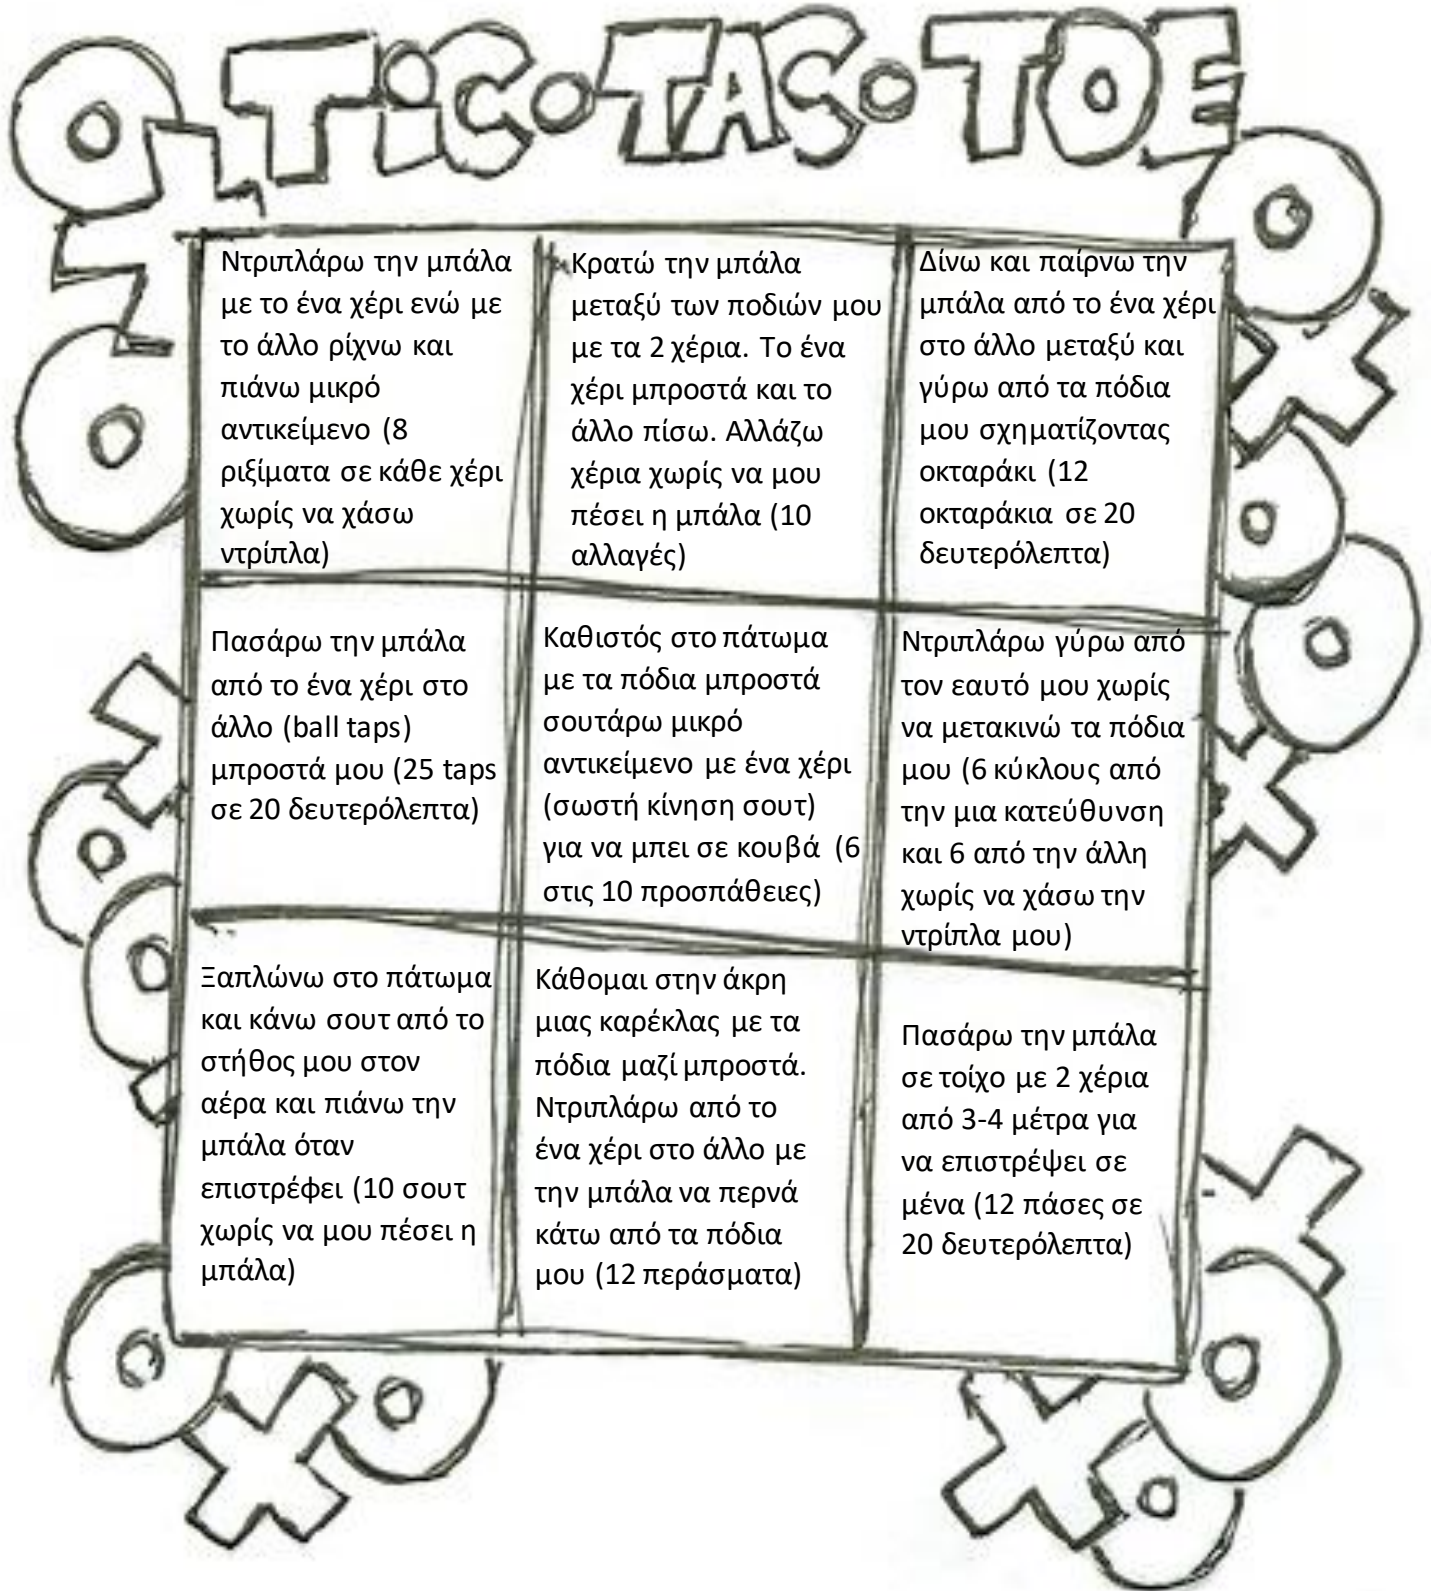 TIC•TAC•TOE
Ντριπλάρω την μπάλα
με το ένα χέρι ενώ με
το άλλο ρίχνω και
πιάνω μικρό
αντικείμενο (8
ριξίματα σε κάθε χέρι
χωρίς να χάσω
ντρίπλα)
Κρατώ την μπάλα
μεταξύ των ποδιών μου
με τα 2 χέρια. Το ένα
χέρι μπροστά και το
άλλο πίσω. Αλλάζω
χέρια χωρίς να μου
πέσει η μπάλα (10
αλλαγές)
Δίνω και παίρνω την
μπάλα από το ένα χέρι
στο άλλο μεταξύ και
γύρω από τα πόδια
μου σχηματίζοντας
οκταράκι (12
οκταράκια σε 20
δευτερόλεπτα)
Πασάρω την μπάλα
από το ένα χέρι στο
άλλο (ball taps)
μπροστά μου (25 taps
σε 20 δευτερόλεπτα)
Καθιστός στο πάτωμα
με τα πόδια μπροστά
σουτάρω μικρό
αντικείμενο με ένα χέρι
(σωστή κίνηση σουτ)
για να μπει σε κουβά (6
στις 10 προσπάθειες)
Ντριπλάρω γύρω από
τον εαυτό μου χωρίς
να μετακινώ τα πόδια
μου (6 κύκλους από
την μια κατεύθυνση
και 6 από την άλλη
χωρίς να χάσω την
ντρίπλα μου)
Ξαπλώνω στο πάτωμα
και κάνω σουτ από το
στήθος μου στον
αέρα και πιάνω την
μπάλα όταν
επιστρέφει (10 σουτ
χωρίς να μου πέσει η
μπάλα)
Κάθομαι στην άκρη
μιας καρέκλας με τα
πόδια μαζί μπροστά.
Ντριπλάρω από το
ένα χέρι στο άλλο με
την μπάλα να περνά
κάτω από τα πόδια
μου (12 περάσματα)
Πασάρω την μπάλα
σε τοίχο με 2 χέρια
από 3-4 μέτρα για
να επιστρέψει σε
μένα (12 πάσες σε
20 δευτερόλεπτα)